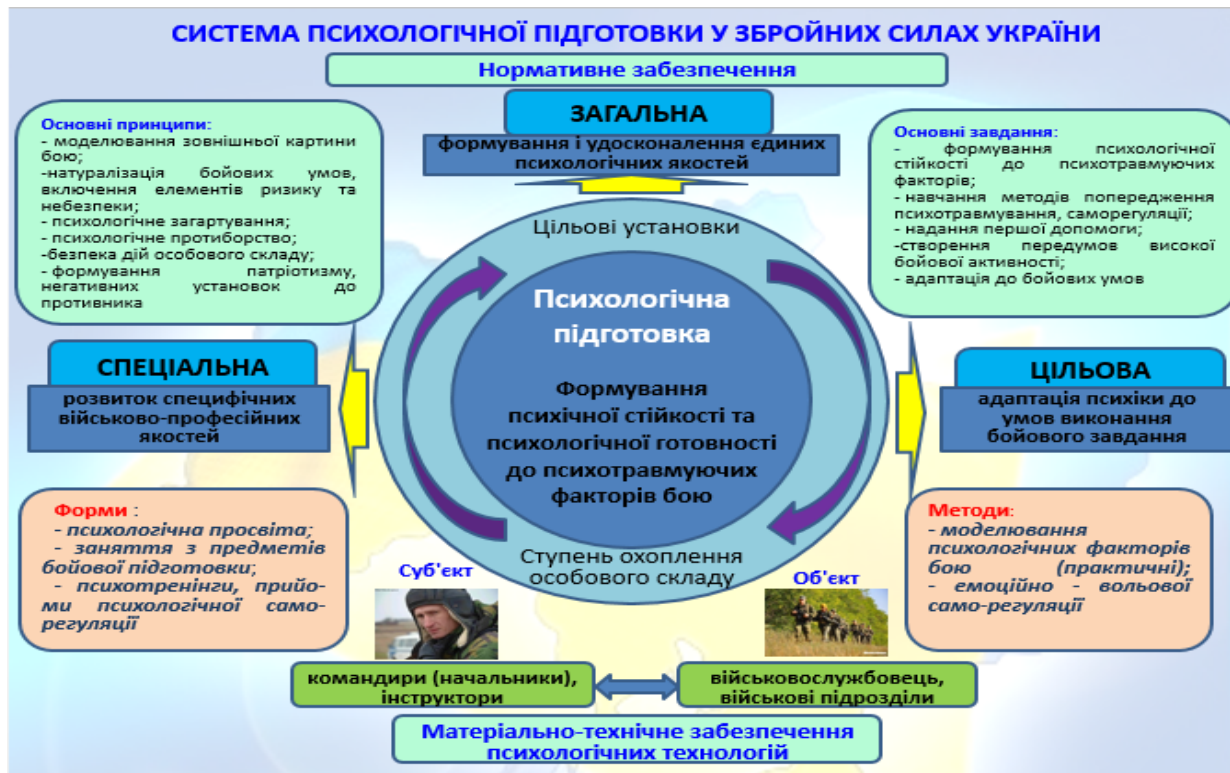 СИСТЕМА ПСИХОЛОГІЧНОЇ ПІДГОТОВКИ У ЗБРОЙНИХ СИЛАХ УКРАЇНИ
Нормативне забезпечення
ЗАГАЛЬНА
формування і удосконалення єдиних
психологічних якостей
Основні принципи:
- моделювання зовнішньої картини
бою;
-натуралізація бойових умов,
включення елементів ризику та
небезпеки;
- психологічне загартування;
- психологічне протиборство;
-безпека дій особового складу;
- формування патріотизму,
негативних установок до
противника
Основні завдання:
- формування психологічної
стійкості до психотравмуючих
факторів;
- навчання методів попередження
психотравмування, саморегуляції;
- надання першої допомоги;
-створення передумов високої
бойової активності;
- адаптація до бойових умов
Цільові установки
Психологічна
підготовка
Формування
психічної стійкості та
психологічної готовності
до психотравмуючих
факторів бою
Ступень охоплення
особового складу
СПЕЦІАЛЬНА
розвиток специфічних
військово-професійних
якостей
ЦІЛЬОВА
адаптація психіки до
умов виконання
бойового завдання
Форми :
- психологічна просвіта;
- заняття з предметів
бойової підготовки;
- психотренінги, прийо-
ми психологічної само-
регуляції
Методи:
- моделювання
психологічних факторів
бою (практичні);
- емоційно - вольової
само-регуляції
Суб'єкт
Об'єкт
командири (начальники),
інструктори
військовослужбовець,
військові підрозділи
Матеріально-технічне забезпечення
психологічних технологій